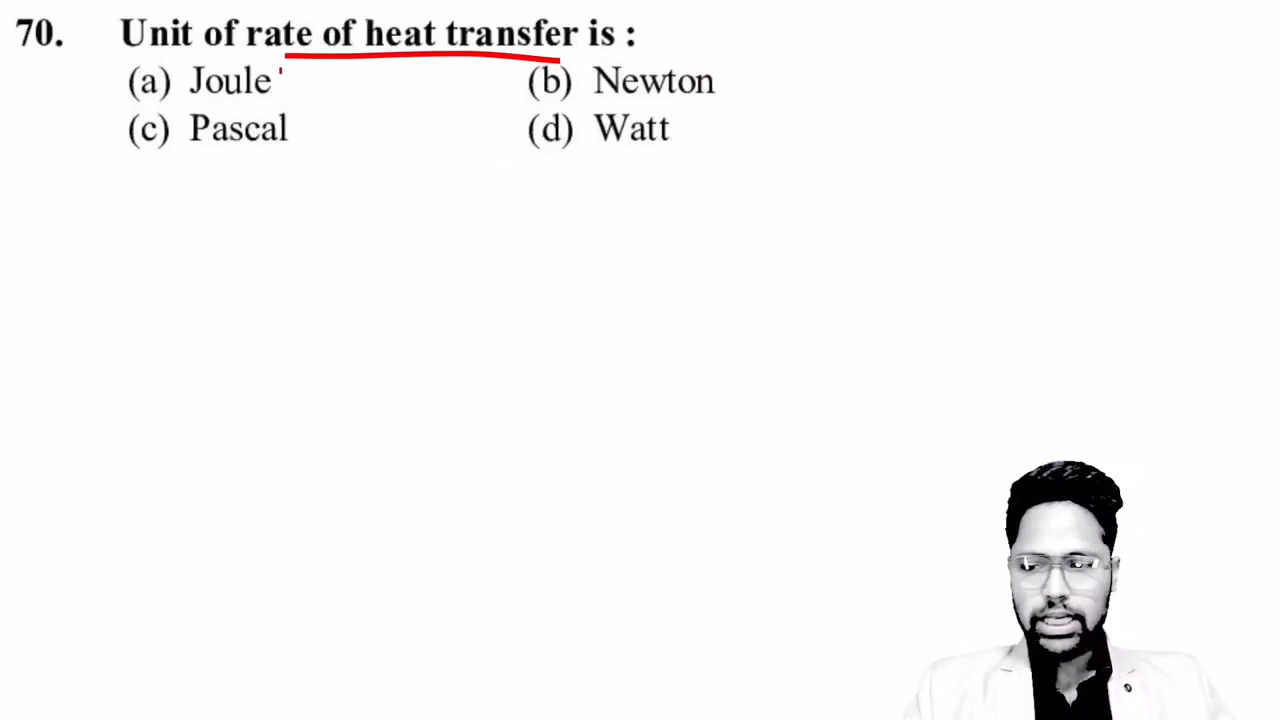 70. Unit of rate of heat transfer is :
(a) Joule (b) Newton
(c) Pascal (d) Watt